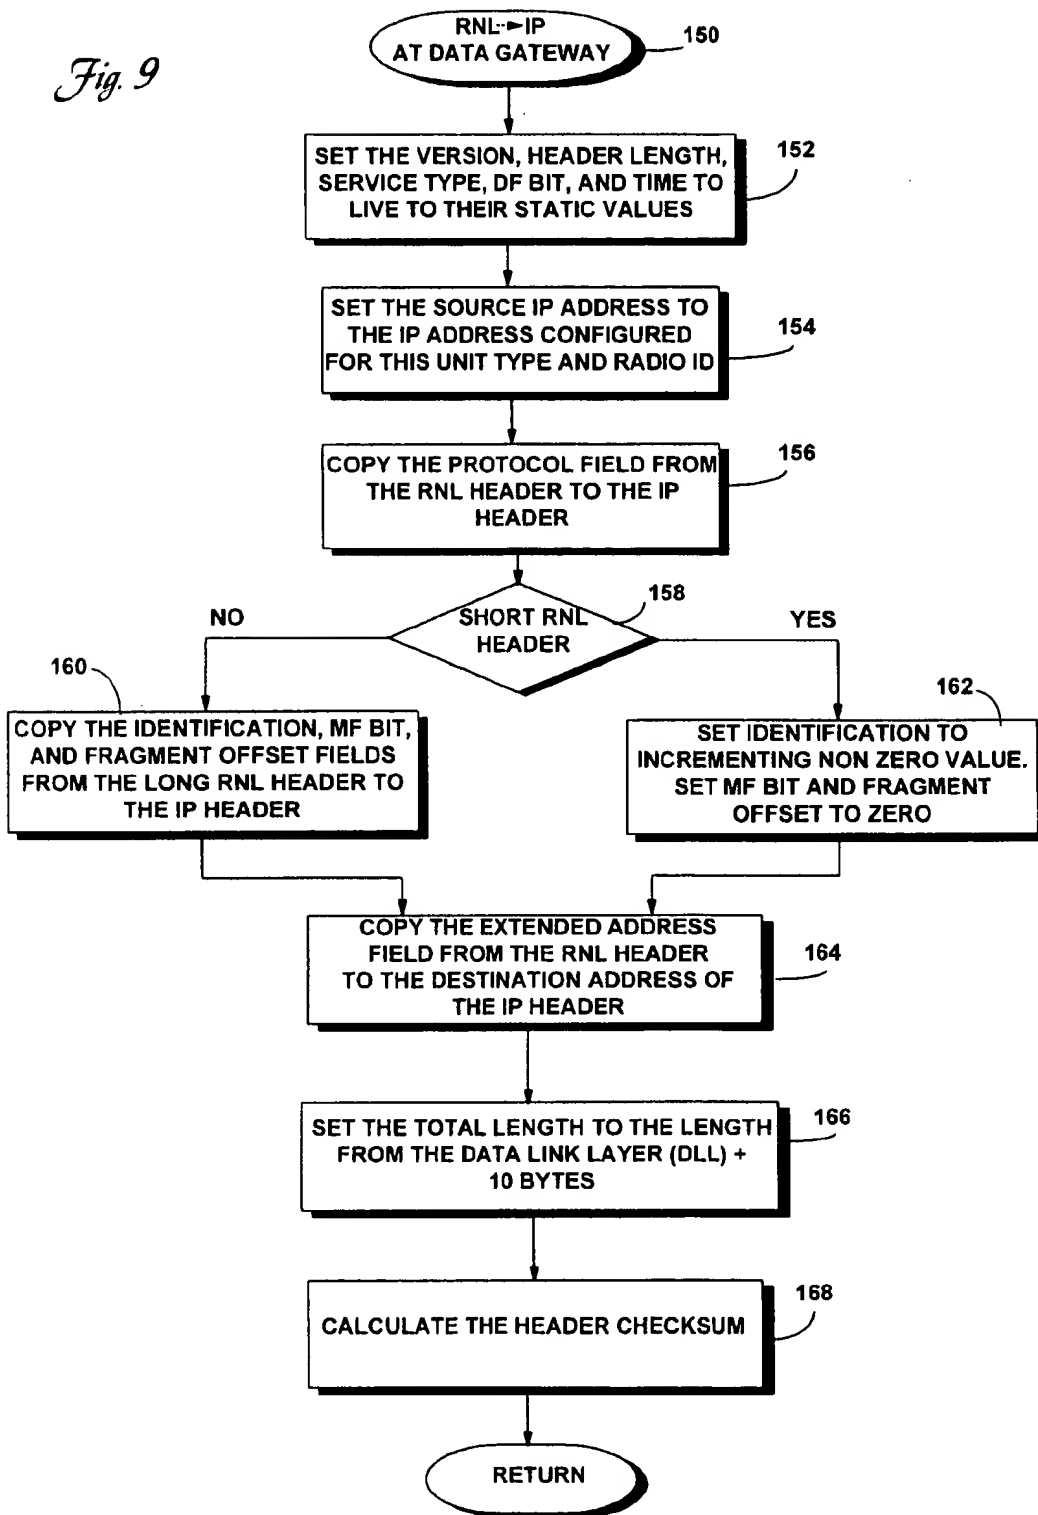 Fig. 9
RNL--►IP
AT DATA GATEWAY
150
SET THE VERSION, HEADER LENGTH,
SERVICE TYPE, DF BIT, AND TIME TO
LIVE TO THEIR STATIC VALUES
152
SET THE SOURCE IP ADDRESS TO
THE IP ADDRESS CONFIGURED
FOR THIS UNIT TYPE AND RADIO ID
154
COPY THE PROTOCOL FIELD FROM
THE RNL HEADER TO THE IP
HEADER
156
SHORT RNL
HEADER
158
NO
YES
160
COPY THE IDENTIFICATION, MF BIT,
AND FRAGMENT OFFSET FIELDS
FROM THE LONG RNL HEADER TO
THE IP HEADER
162
SET IDENTIFICATION TO
INCREMENTING NON ZERO VALUE.
SET MF BIT AND FRAGMENT
OFFSET TO ZERO
COPY THE EXTENDED ADDRESS
FIELD FROM THE RNL HEADER
TO THE DESTINATION ADDRESS OF
THE IP HEADER
164
SET THE TOTAL LENGTH TO THE LENGTH
FROM THE DATA LINK LAYER (DLL) +
10 BYTES
166
CALCULATE THE HEADER CHECKSUM
168
RETURN